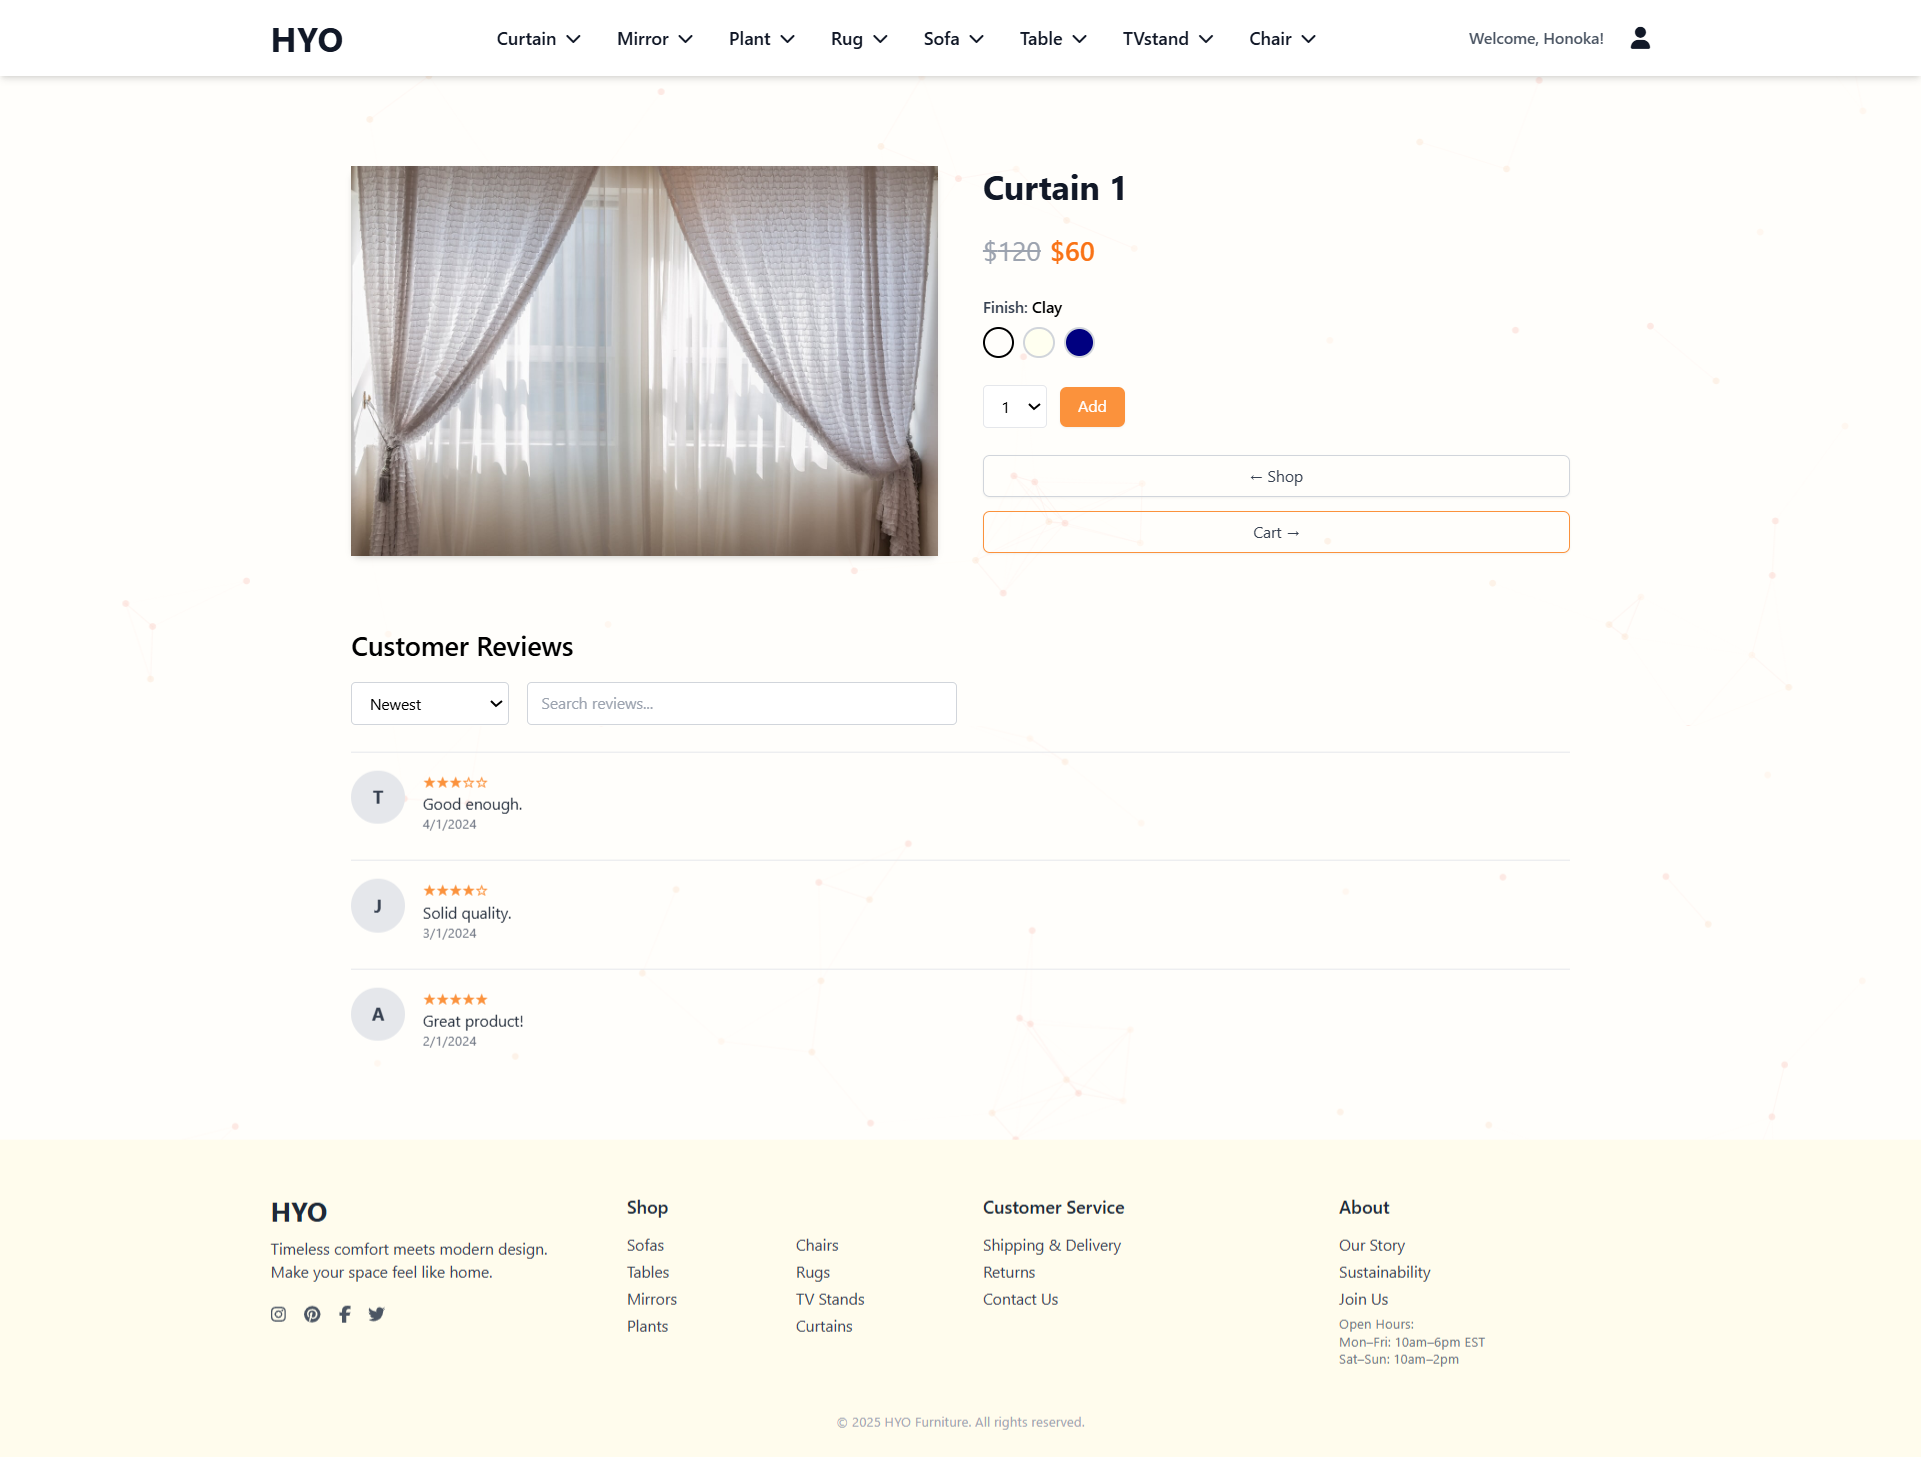 HYO
Curtain Mirror Plant Rug Sofa Table TVstand Chair
Welcome, Honoka!
Curtain 1
$120 $60
Finish: Clay
1
Add
← Shop
Cart →
Customer Reviews
Newest
Search reviews...
T
★★★☆☆
Good enough.
4/1/2024
J
★★★★☆
Solid quality.
3/1/2024
A
★★★★★
Great product!
2/1/2024
HYO
Timeless comfort meets modern design.
Make your space feel like home.
Shop
Sofas
Tables
Mirrors
Plants
Chairs
Rugs
TV Stands
Curtains
Customer Service
Shipping & Delivery
Returns
Contact Us
About
Our Story
Sustainability
Join Us
Open Hours:
Mon–Fri: 10am–6pm EST
Sat–Sun: 10am–2pm
© 2025 HYO Furniture. All rights reserved.